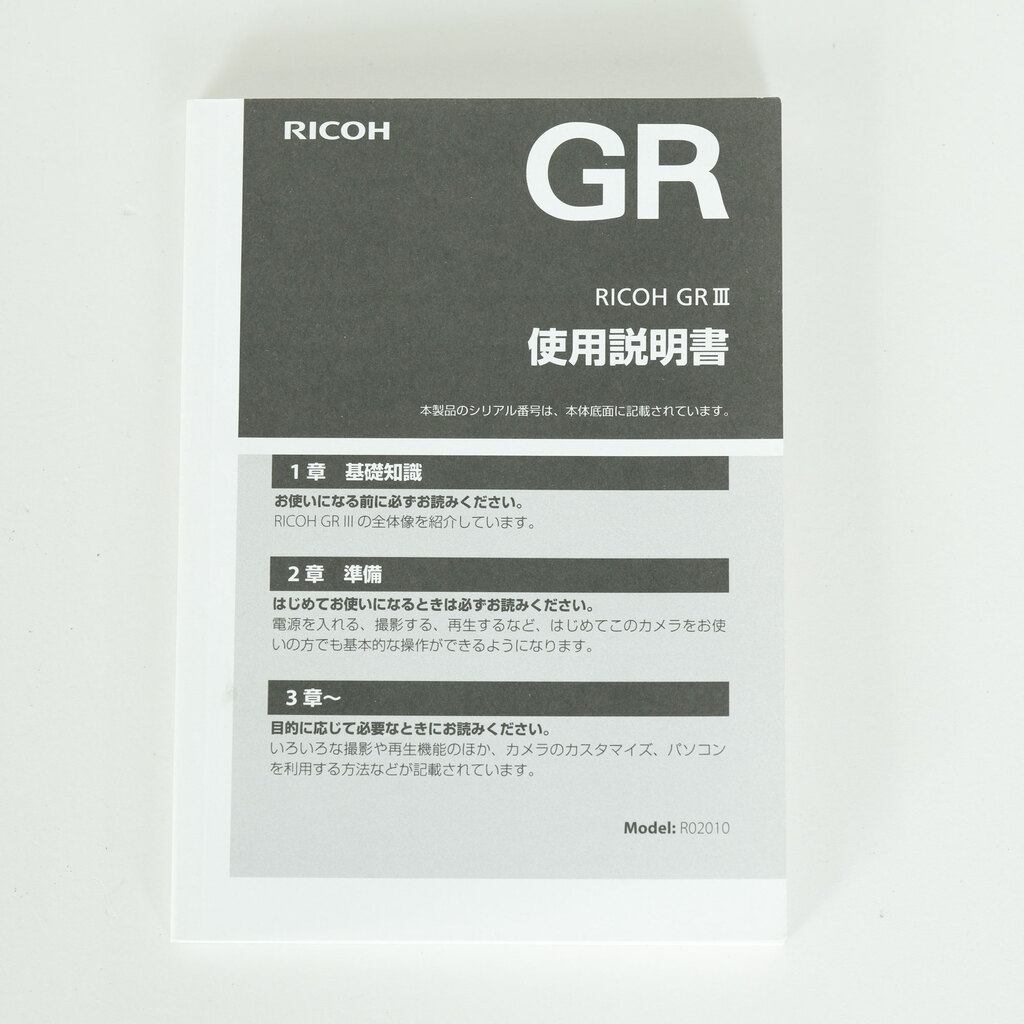 RICOH
GR
RICOH GR III
使用説明書
本製品のシリアル番号は、本体底面に記載されています。
1章 基礎知識
お使いになる前に必ずお読みください。
RICOH GR III の全体像を紹介しています。
2章 準備
はじめてお使いになるときは必ずお読みください。
電源を入れる、撮影する、再生するなど、はじめてこのカメラをお使
いの方でも基本的な操作ができるようになります。
3章～
目的に応じて必要なときにお読みください。
いろいろな撮影や再生機能のほか、カメラのカスタマイズ、パソコン
を利用する方法などが記載されています。
Model: R02010